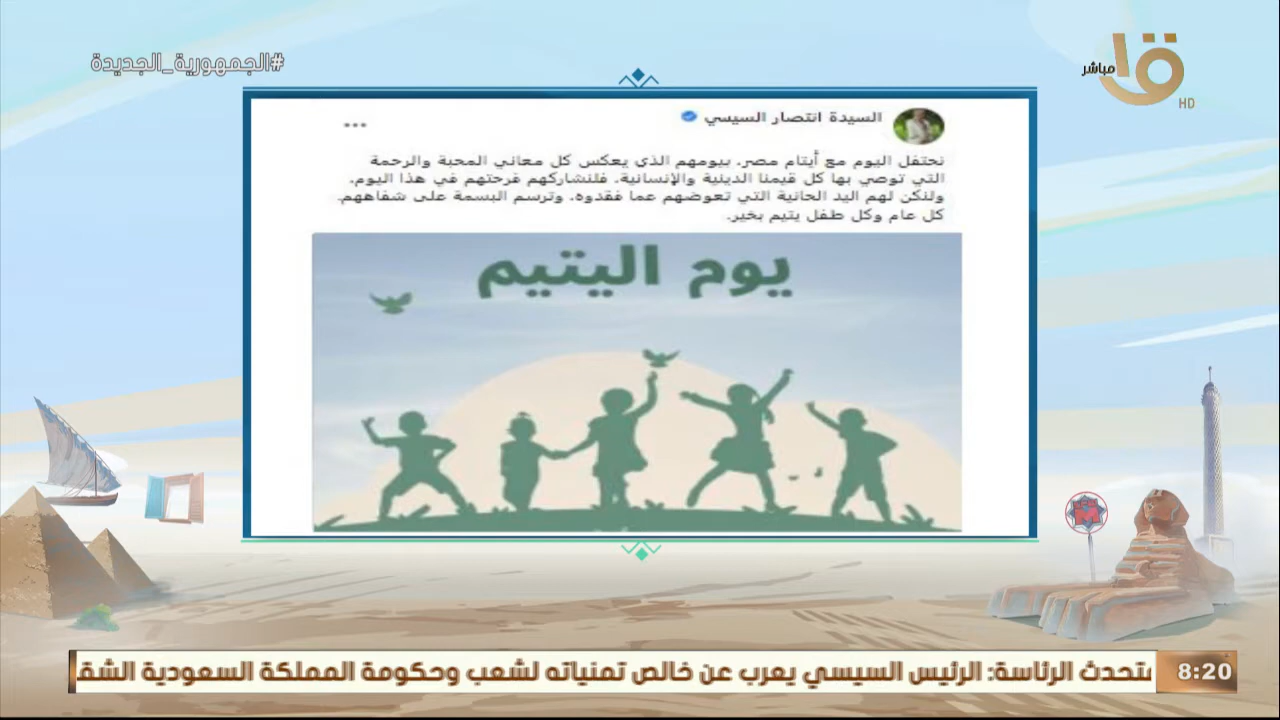 #الجمهورية_الجديدة
مباشر
HD
السيدة انتصار السيسي
نحتفل اليوم مع أيتام مصر، بيومهم الذي يعكس كل معاني المحبة والرحمة
التي توصي بها كل قيمنا الدينية والإنسانية، فلنشاركهم فرحتهم في هذا اليوم،
ولنكن لهم اليد الحانية التي تعوضهم عما فقدوه، وترسم البسمة على شفاههم.
كل عام وكل طفل يتيم بخير.
يوم اليتيم
متحدث الرئاسة: الرئيس السيسي يعرب عن خالص تمنياته لشعب وحكومة المملكة السعودية الشق
8:20